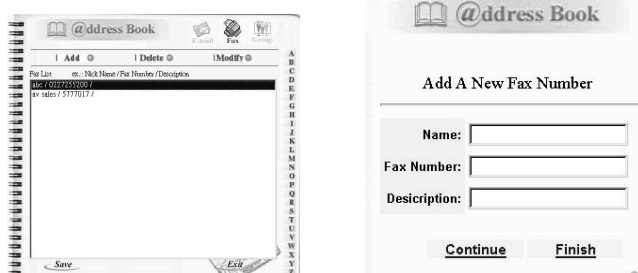 @ddress Book
E-mail Fax Group
| Add | Delete | Modify
Fax List ex.: Nick Name / Fax Number / Description
abc / 0227255200 /
av sales / 5777017 /
A
B
C
D
E
F
G
H
I
J
K
L
M
N
O
P
Q
R
S
T
U
V
W
X
Y
Z
Save Exit
@ddress Book
Add A New Fax Number
Name:
Fax Number:
Desicription:
Continue Finish